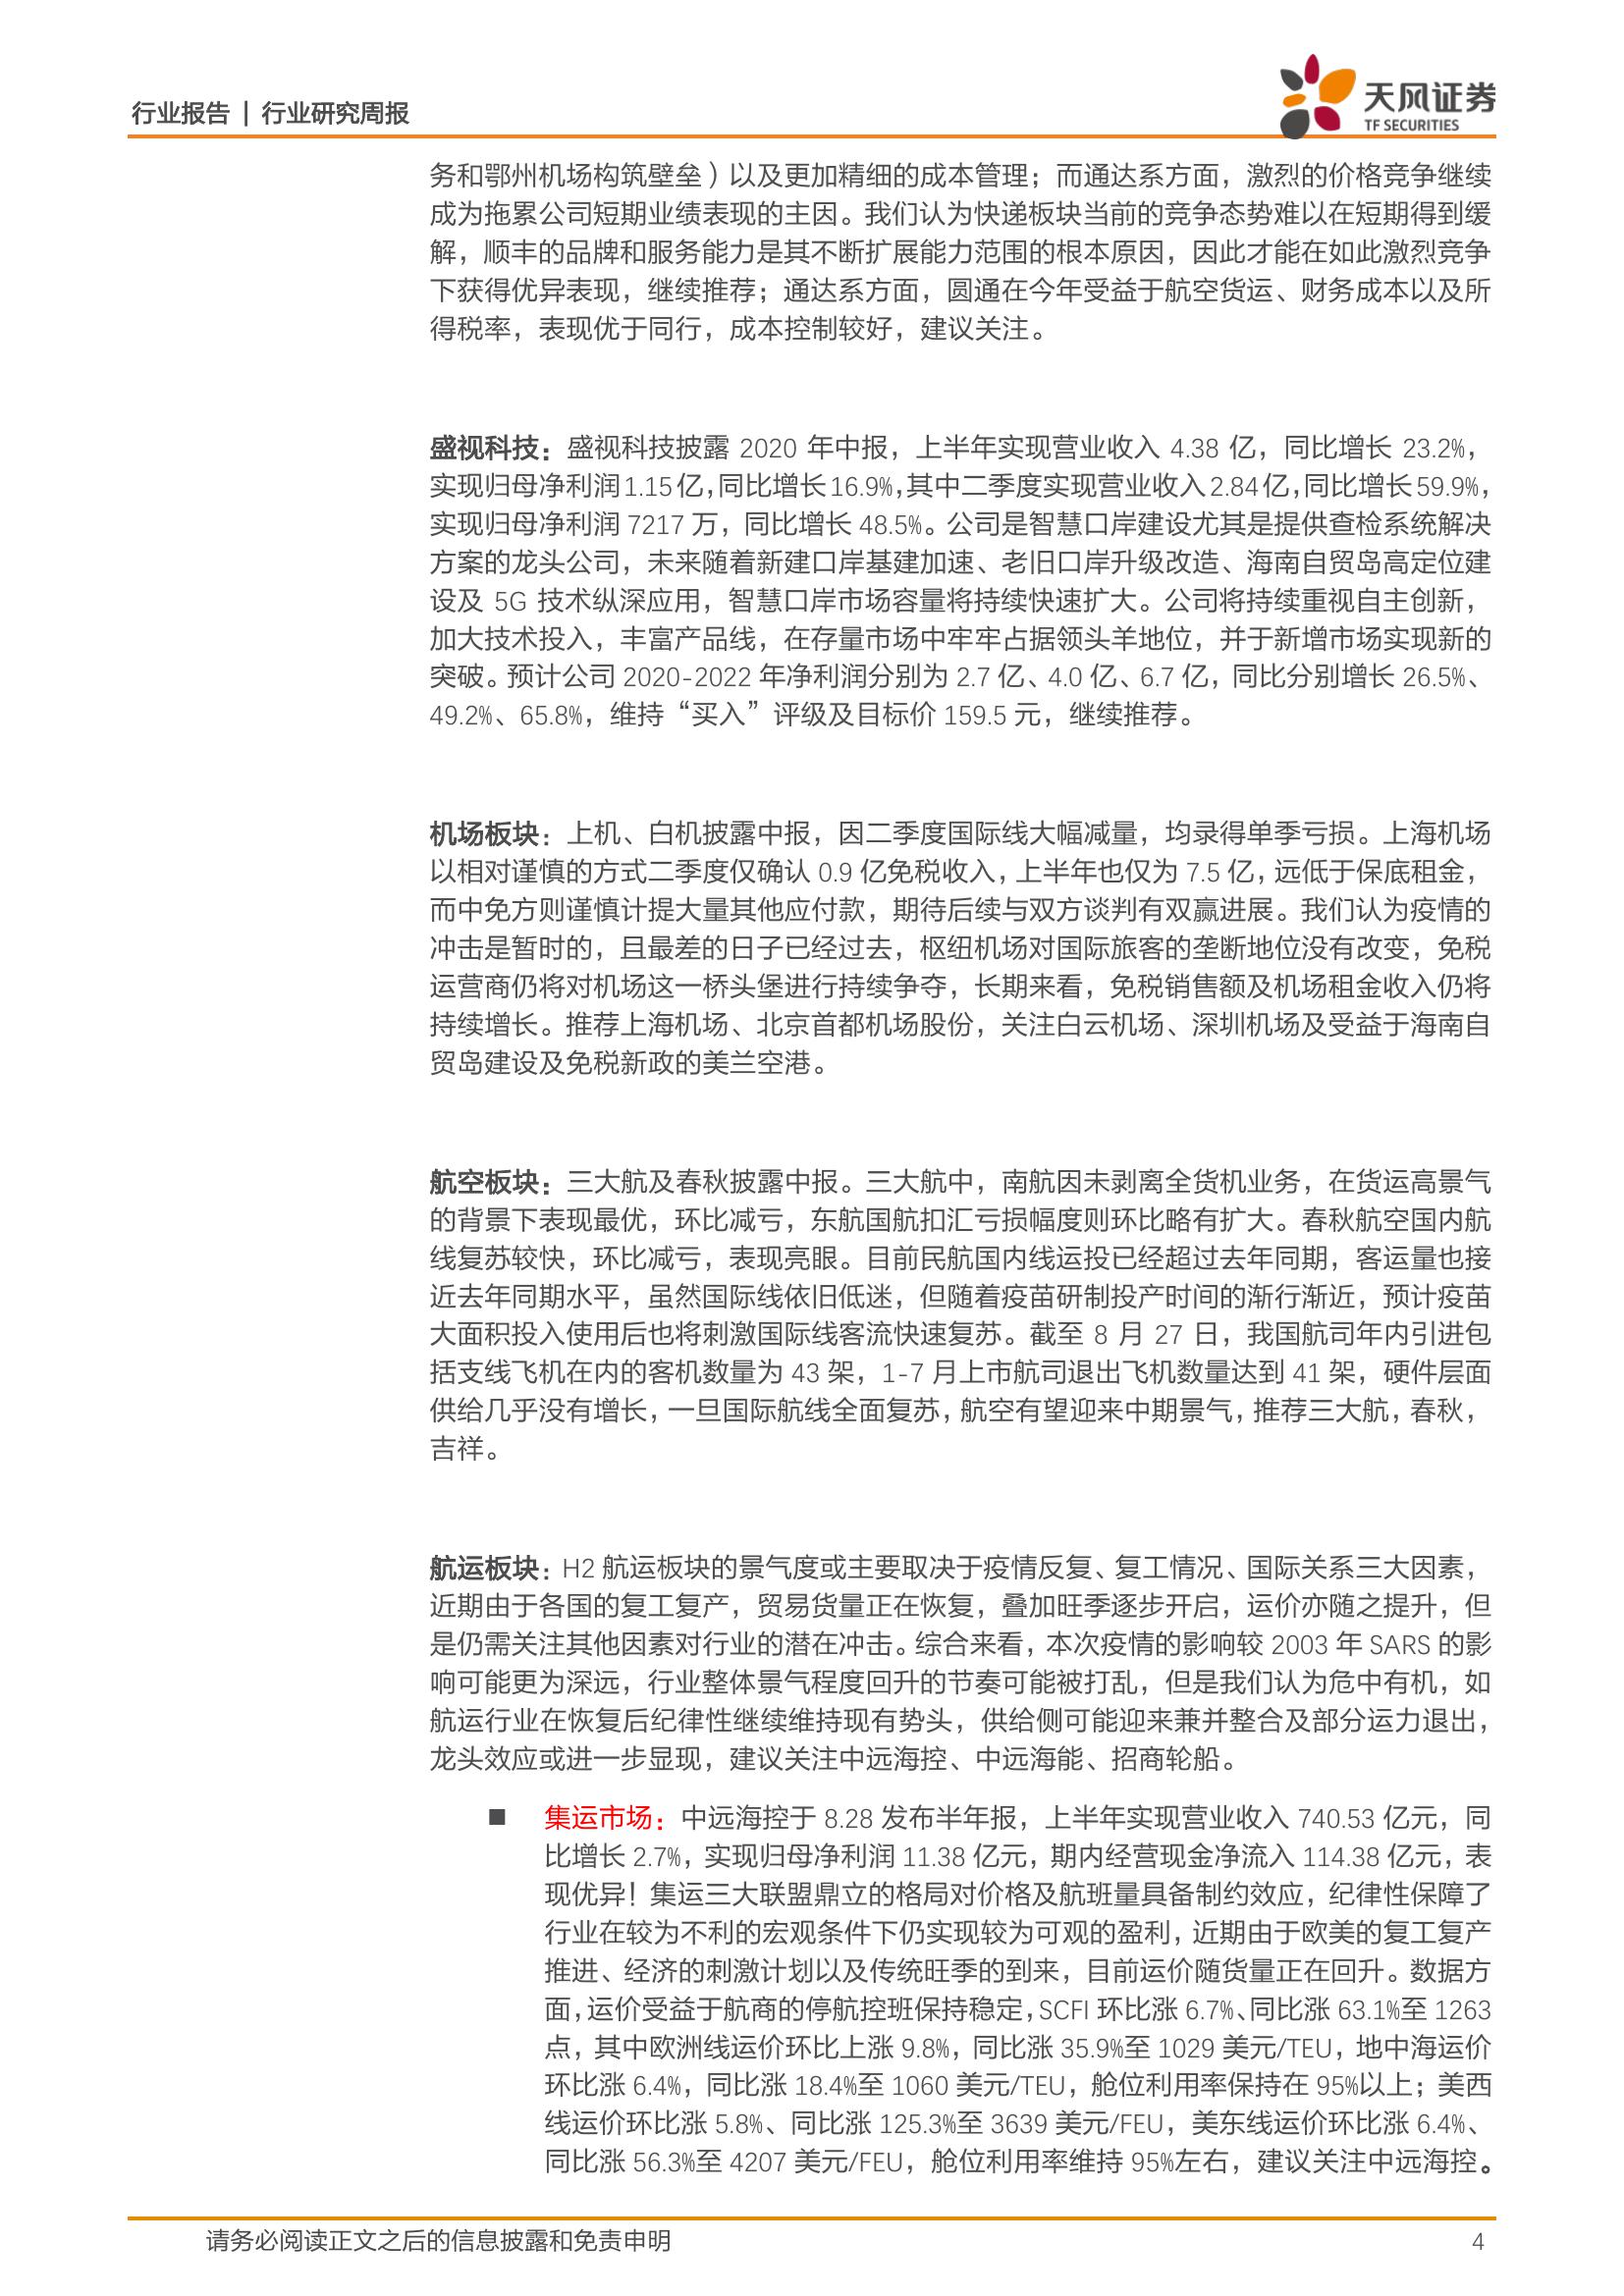 行业报告 | 行业研究周报
天风证券
TF SECURITIES
务和鄂州机场构筑壁垒）以及更加精细的成本管理；而通达系方面，激烈的价格竞争继续
成为拖累公司短期业绩表现的主因。我们认为快递板块当前的竞争态势难以在短期得到缓
解，顺丰的品牌和服务能力是其不断扩展能力范围的根本原因，因此才能在如此激烈竞争
下获得优异表现，继续推荐；通达系方面，圆通在今年受益于航空货运、财务成本以及所
得税率，表现优于同行，成本控制较好，建议关注。
盛视科技：盛视科技披露 2020 年中报，上半年实现营业收入 4.38 亿，同比增长 23.2%，
实现归母净利润 1.15 亿，同比增长 16.9%，其中二季度实现营业收入 2.84 亿，同比增长 59.9%，
实现归母净利润 7217 万，同比增长 48.5%。公司是智慧口岸建设尤其是提供查检系统解决
方案的龙头公司，未来随着新建口岸基建加速、老旧口岸升级改造、海南自贸岛高定位建
设及 5G 技术纵深应用，智慧口岸市场容量将持续快速扩大。公司将持续重视自主创新，
加大技术投入，丰富产品线，在存量市场中牢牢占据领头羊地位，并于新增市场实现新的
突破。预计公司 2020-2022 年净利润分别为 2.7 亿、4.0 亿、6.7 亿，同比分别增长 26.5%、
49.2%、65.8%，维持“买入”评级及目标价 159.5 元，继续推荐。
机场板块：上机、白机披露中报，因二季度国际线大幅减量，均录得单季亏损。上海机场
以相对谨慎的方式二季度仅确认 0.9 亿免税收入，上半年也仅为 7.5 亿，远低于保底租金，
而中免方则谨慎计提大量其他应付款，期待后续与双方谈判有双赢进展。我们认为疫情的
冲击是暂时的，且最差的日子已经过去，枢纽机场对国际旅客的垄断地位没有改变，免税
运营商仍将对机场这一桥头堡进行持续争夺，长期来看，免税销售额及机场租金收入仍将
持续增长。推荐上海机场、北京首都机场股份，关注白云机场、深圳机场及受益于海南自
贸岛建设及免税新政的美兰空港。
航空板块：三大航及春秋披露中报。三大航中，南航因未剥离全货机业务，在货运高景气
的背景下表现最优，环比减亏，东航国航扣汇亏损幅度则环比略有扩大。春秋航空国内航
线复苏较快，环比减亏，表现亮眼。目前民航国内线运投已经超过去年同期，客运量也接
近去年同期水平，虽然国际线依旧低迷，但随着疫苗研制投产时间的渐行渐近，预计疫苗
大面积投入使用后也将刺激国际线客流快速复苏。截至 8 月 27 日，我国航司年内引进包
括支线飞机在内的客机数量为 43 架，1-7 月上市航司退出飞机数量达到 41 架，硬件层面
供给几乎没有增长，一旦国际航线全面复苏，航空有望迎来中期景气，推荐三大航，春秋，
吉祥。
航运板块：H2 航运板块的景气度或主要取决于疫情反复、复工情况、国际关系三大因素，
近期由于各国的复工复产，贸易货量正在恢复，叠加旺季逐步开启，运价亦随之提升，但
是仍需关注其他因素对行业的潜在冲击。综合来看，本次疫情的影响较 2003 年 SARS 的影
响可能更为深远，行业整体景气程度回升的节奏可能被打乱，但是我们认为危中有机，如
航运行业在恢复后纪律性继续维持现有势头，供给侧可能迎来兼并整合及部分运力退出，
龙头效应或进一步显现，建议关注中远海控、中远海能、招商轮船。
■ 集运市场：中远海控于 8.28 发布半年报，上半年实现营业收入 740.53 亿元，同
比增长 2.7%，实现归母净利润 11.38 亿元，期内经营现金净流入 114.38 亿元，表
现优异！集运三大联盟鼎立的格局对价格及航班量具备制约效应，纪律性保障了
行业在较为不利的宏观条件下仍实现较为可观的盈利，近期由于欧美的复工复产
推进、经济的刺激计划以及传统旺季的到来，目前运价随货量正在回升。数据方
面，运价受益于航商的停航控班保持稳定，SCFI 环比涨 6.7%、同比涨 63.1%至 1263
点，其中欧洲线运价环比上涨 9.8%，同比涨 35.9%至 1029 美元/TEU，地中海运价
环比涨 6.4%，同比涨 18.4%至 1060 美元/TEU，舱位利用率保持在 95%以上；美西
线运价环比涨 5.8%、同比涨 125.3%至 3639 美元/FEU，美东线运价环比涨 6.4%、
同比涨 56.3%至 4207 美元/FEU，舱位利用率维持 95%左右，建议关注中远海控。
请务必阅读正文之后的信息披露和免责申明
4